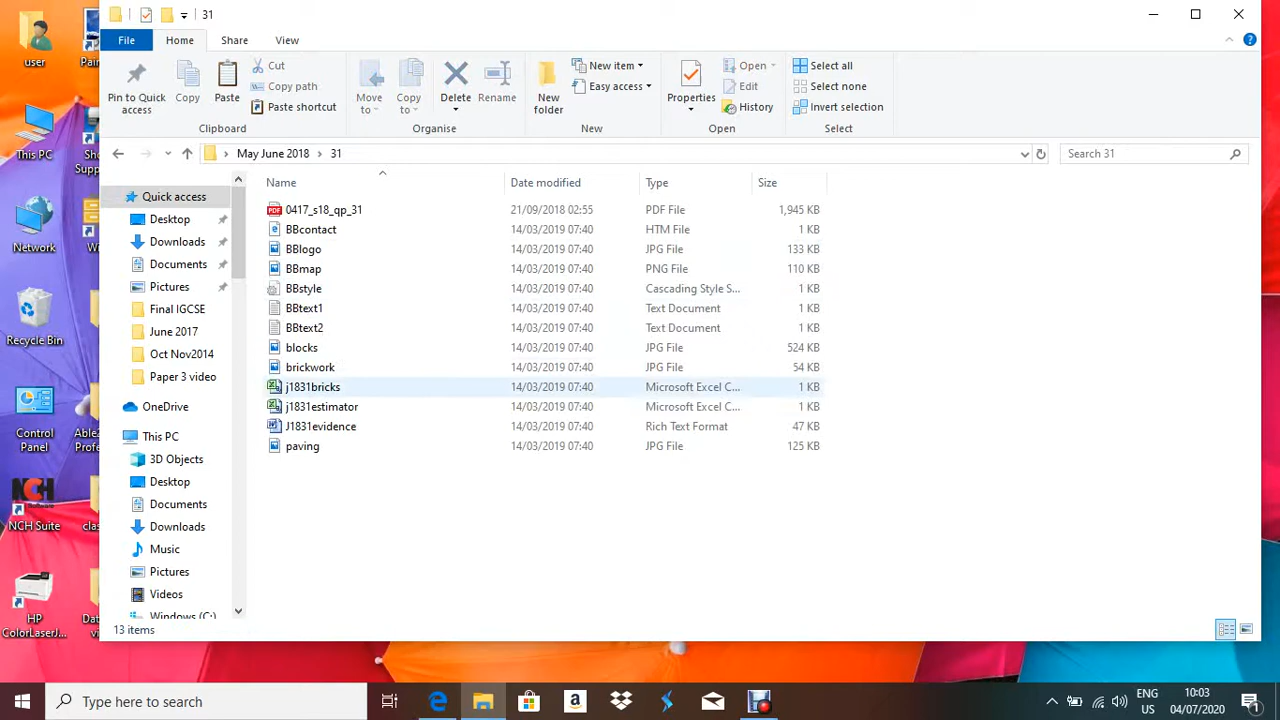 31
File Home Share View
Pin to Quick access
Copy
Paste
Cut
Copy path
Paste shortcut
Clipboard
Move to
Copy to
Delete
Rename
Organise
New folder
New item
Easy access
New
Properties
Open
Edit
History
Open
Select all
Select none
Invert selection
Select
May June 2018 > 31
Search 31
Name Date modified Type Size
0417_s18_qp_31 21/09/2018 02:55 PDF File 1,945 KB
BBcontact 14/03/2019 07:40 HTM File 1 KB
BBlogo 14/03/2019 07:40 JPG File 133 KB
BBmap 14/03/2019 07:40 PNG File 110 KB
BBstyle 14/03/2019 07:40 Cascading Style S... 1 KB
BBtext1 14/03/2019 07:40 Text Document 1 KB
BBtext2 14/03/2019 07:40 Text Document 1 KB
blocks 14/03/2019 07:40 JPG File 524 KB
brickwork 14/03/2019 07:40 JPG File 54 KB
j1831bricks 14/03/2019 07:40 Microsoft Excel C... 1 KB
j1831estimator 14/03/2019 07:40 Microsoft Excel C... 1 KB
J1831evidence 14/03/2019 07:40 Rich Text Format 47 KB
paving 14/03/2019 07:40 JPG File 125 KB
Quick access
Desktop
Downloads
Documents
Pictures
Final IGCSE
June 2017
Oct Nov2014
Paper 3 video
OneDrive
This PC
3D Objects
Desktop
Documents
Downloads
Music
Pictures
Videos
Windows (C:)
13 items
user
This PC
Network
Recycle Bin
Control Panel
NCH
NCH Suite
HP ColorLaserJ...
Type here to search
ENG
US
10:03
04/07/2020
1